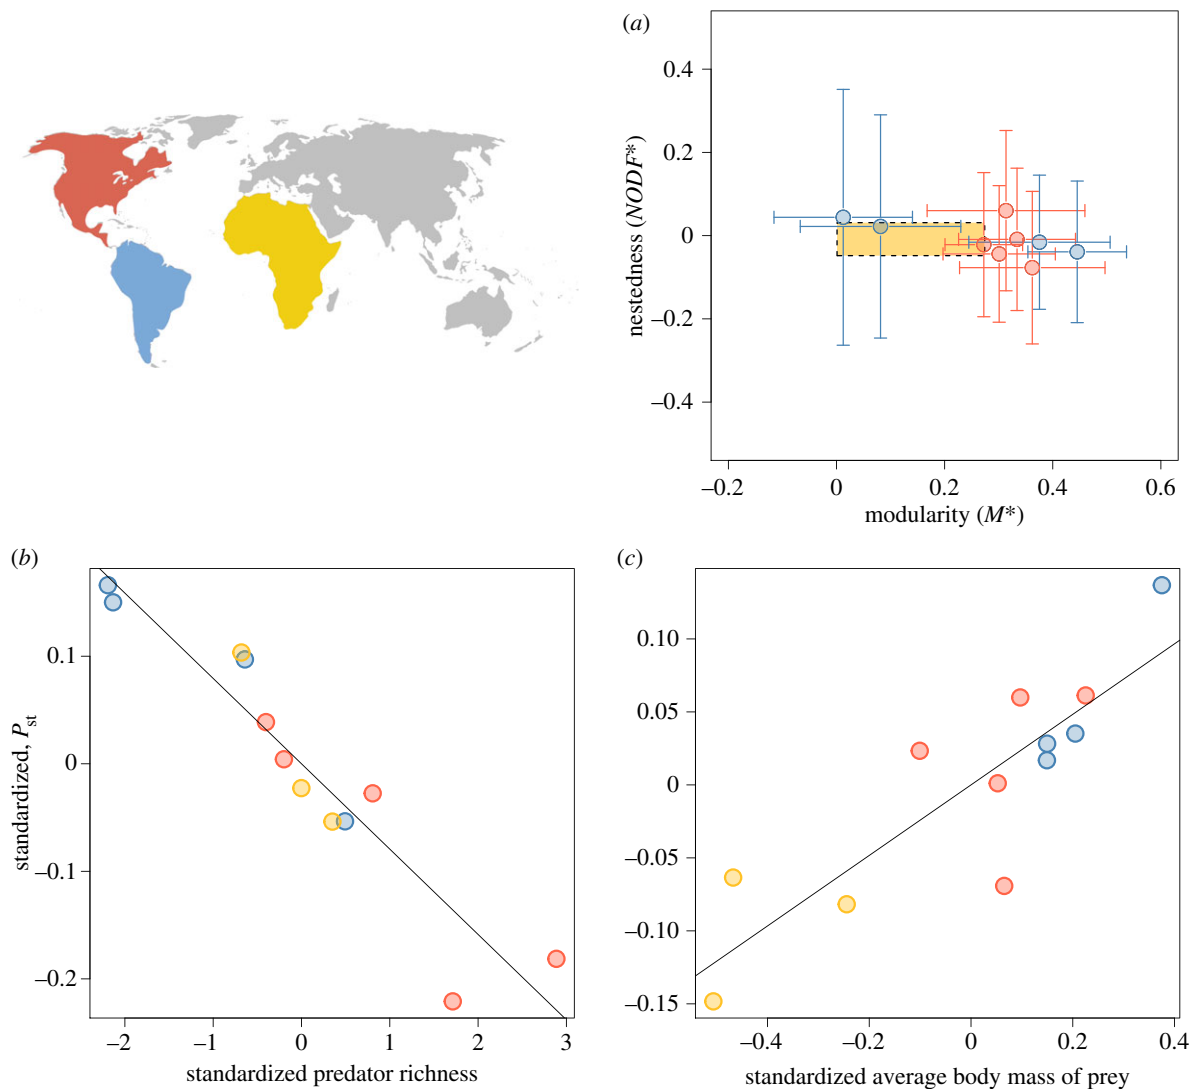 (a)
nestedness (NODF*)
0.4
0.2
0
–0.2
–0.4
–0.2 0 0.2 0.4 0.6
modularity (M*)
(b)
standardized, Pst
0.1
0
–0.1
–0.2
–2 –1 0 1 2 3
standardized predator richness
(c)
0.10
0.05
0
–0.05
–0.10
–0.15
–0.4 –0.2 0 0.2 0.4
standardized average body mass of prey